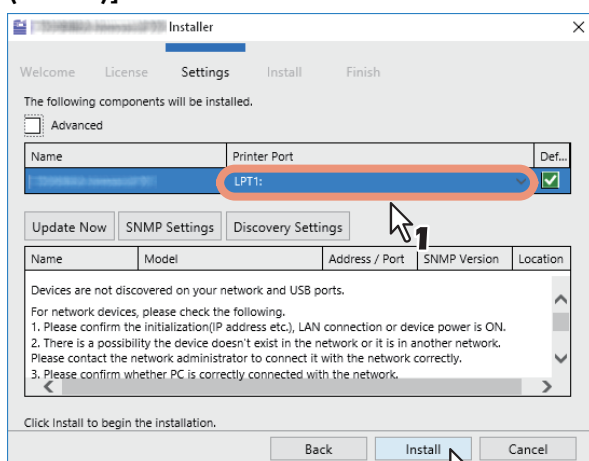 Installer
Welcome License Settings Install Finish
The following components will be installed.
Advanced
Name Printer Port Def...
LPT1:
1
Update Now SNMP Settings Discovery Settings
Name Model Address / Port SNMP Version Location
Devices are not discovered on your network and USB ports.
For network devices, please check the following.
1. Please confirm the initialization(IP address etc.), LAN connection or device power is ON.
2. There is a possibility the device doesn't exist in the network or it is in another network.
Please contact the network administrator to connect it with the network correctly.
3. Please confirm whether PC is correctly connected with the network.
Click Install to begin the installation.
Back Install Cancel